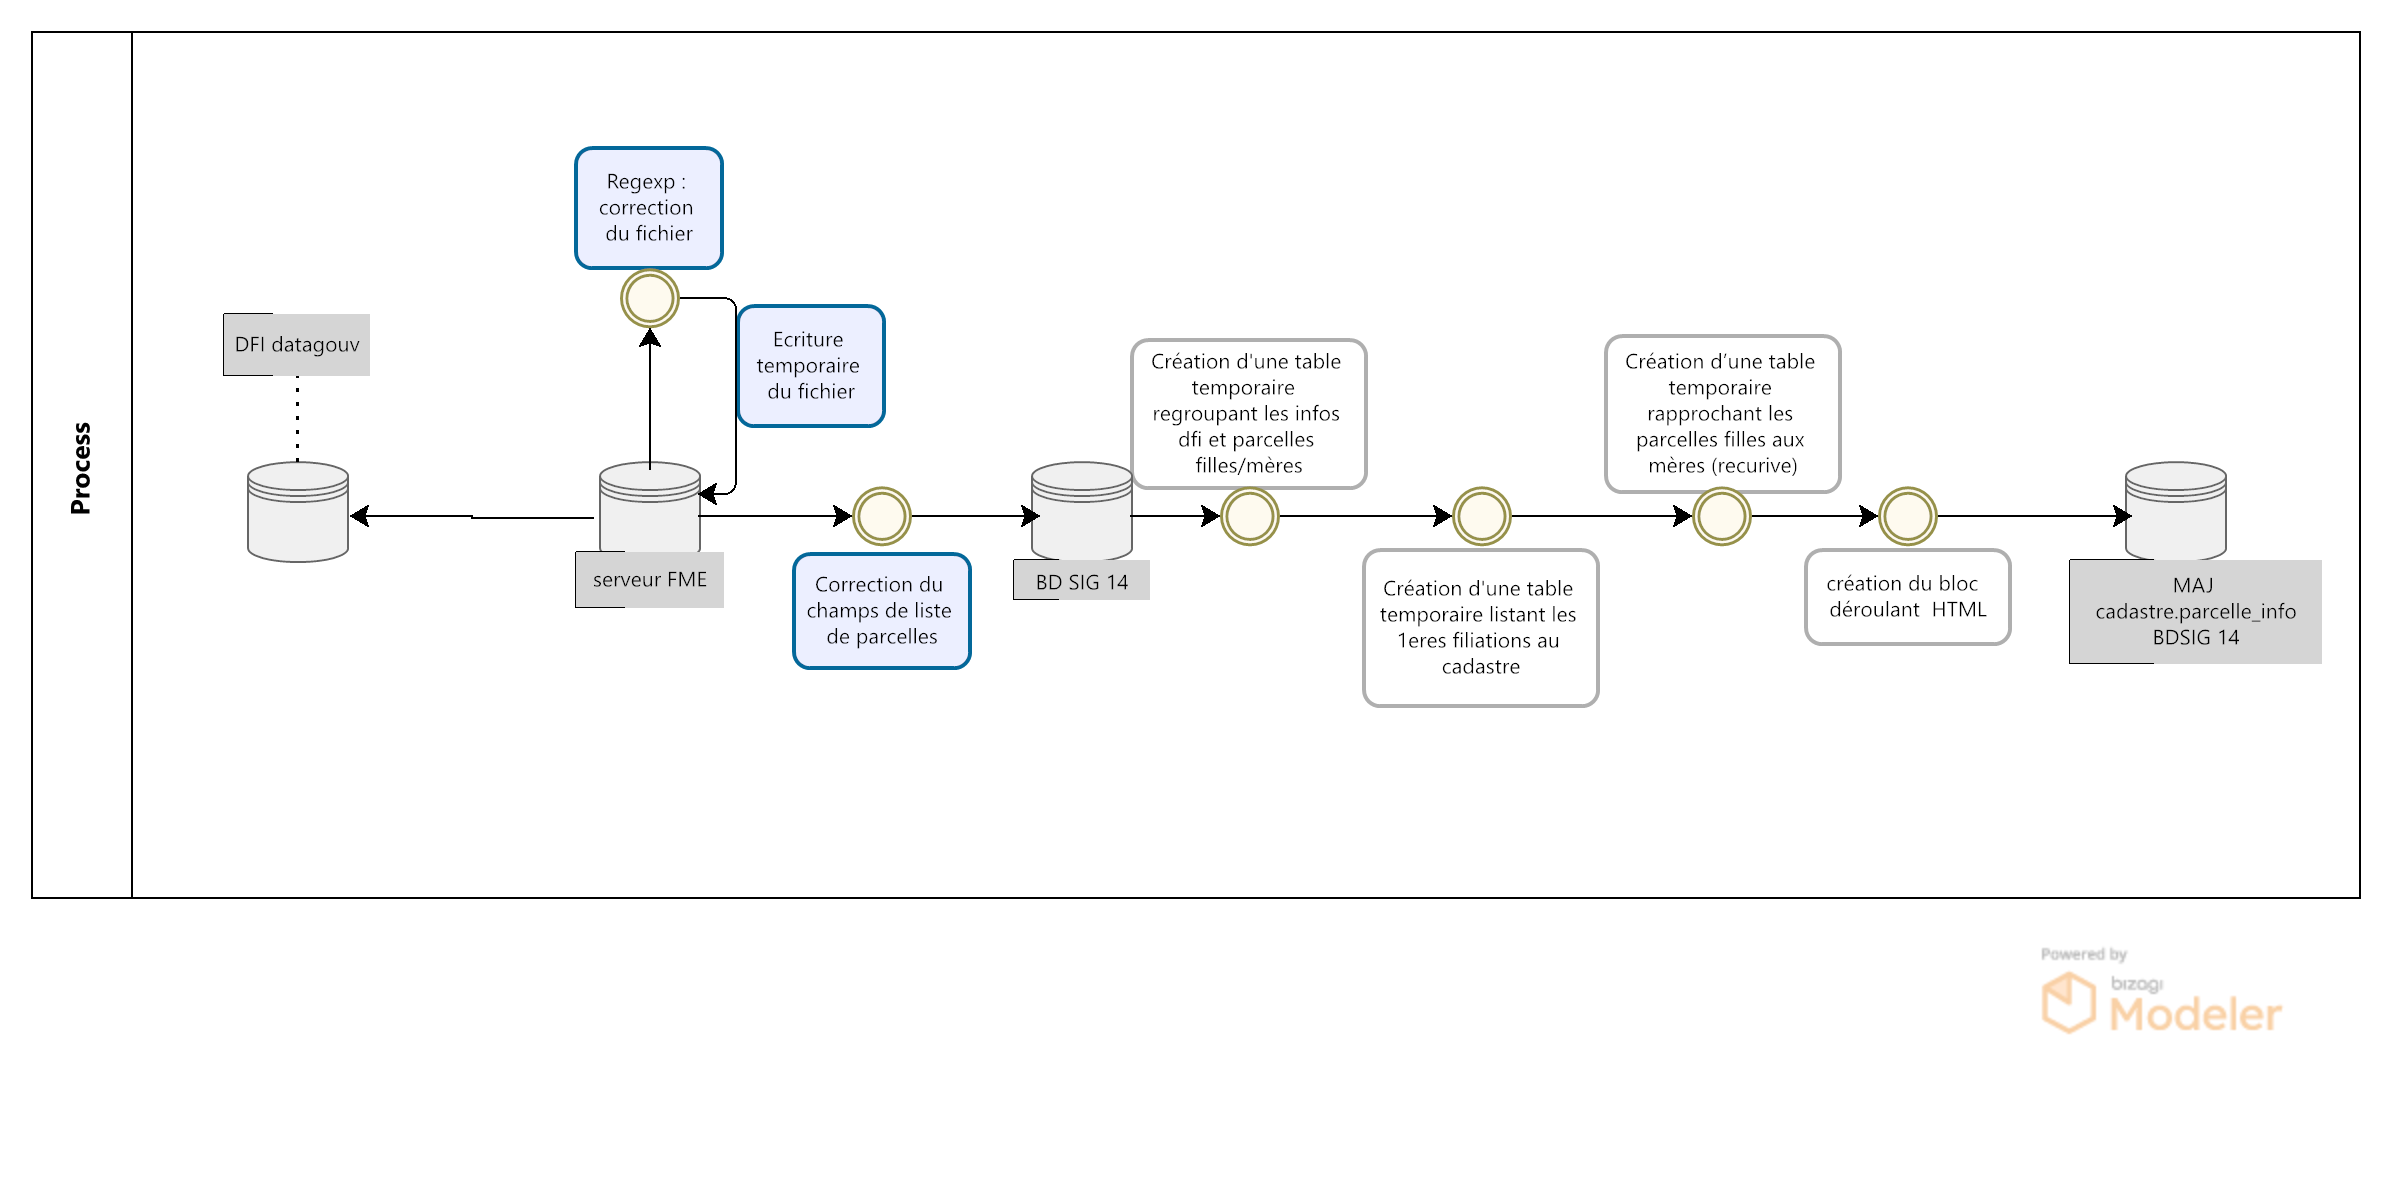 Process
DFI datagouv
Regexp :
correction
du fichier
Ecriture
temporaire
du fichier
serveur FME
Correction du
champs de liste
de parcelles
BD SIG 14
Création d'une table
temporaire
regroupant les infos
dfi et parcelles
filles/mères
Création d'une table
temporaire listant les
1eres filiations au
cadastre
Création d’une table
temporaire
rapprochant les
parcelles filles aux
mères (recurive)
création du bloc
déroulant  HTML
MAJ
cadastre.parcelle_info
BDSIG 14
Powered by
bizagi
Modeler